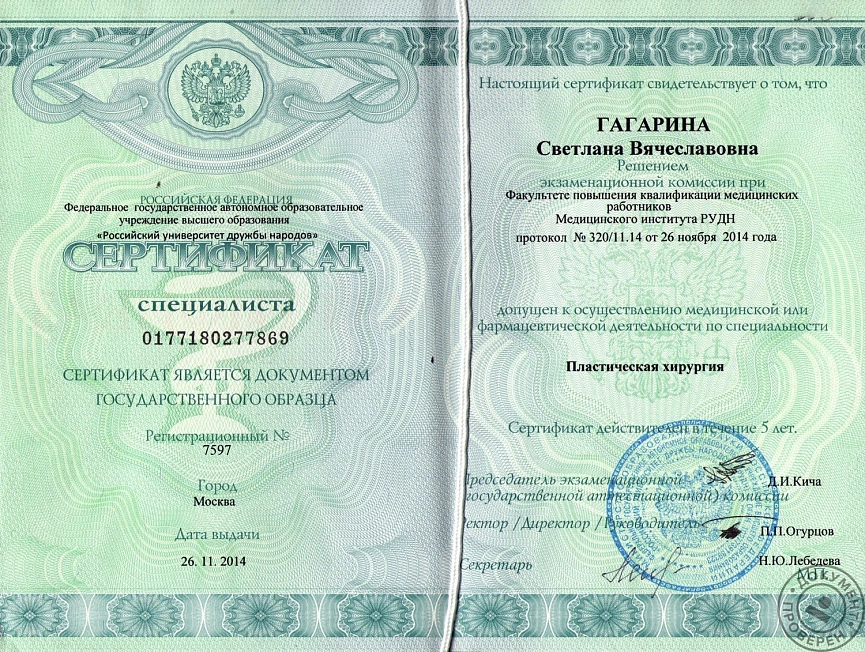 РОССИЙСКАЯ ФЕДЕРАЦИЯ
Федеральное государственное автономное образовательное
учреждение высшего образования
«Российский университет дружбы народов»
СЕРТИФИКАТ
специалиста
0177180277869
СЕРТИФИКАТ ЯВЛЯЕТСЯ ДОКУМЕНТОМ
ГОСУДАРСТВЕННОГО ОБРАЗЦА
Регистрационный №
7597
Город
Москва
Дата выдачи
26. 11. 2014
Настоящий сертификат свидетельствует о том, что
ГАГАРИНА
Светлана Вячеславовна
Решением
экзаменационной комиссии при
Факультете повышения квалификации медицинских
работников
Медицинского института РУДН
протокол № 320/11.14 от 26 ноября 2014 года
допущен к осуществлению медицинской или
фармацевтической деятельности по специальности
Пластическая хирургия
Сертификат действителен в течение 5 лет.
Председатель экзаменационной
(государственной аттестационной) комиссии
Д.И.Кича
Ректор / Директор / Руководитель
П.П.Огурцов
Секретарь
Н.Ю.Лебедева
М.П.
ДОКУМЕНТ
ПРОВЕРЕН